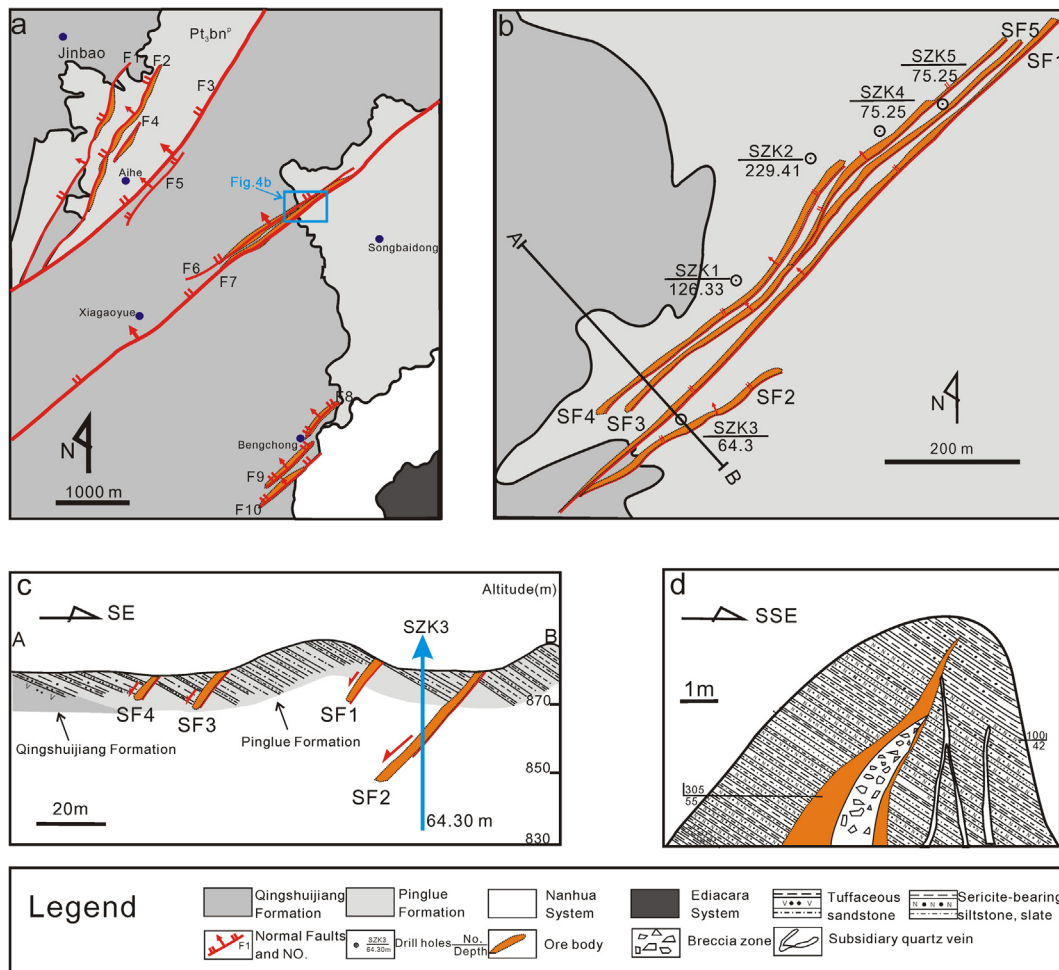 a
Jinbao
Pt₃bnᵖ
F1
F2
F3
F4
Aihe
F5
Fig.4b
Songbaidong
F6
F7
Xiagaoyue
F8
N
Bengchong
F9
1000 m
F10
b
SF5
SF1
SZK5
75.25
SZK4
75.25
SZK2
229.41
A
SZK1
126.33
SF4
SF3
SF2
SZK3
64.3
B
N
200 m
c
Altitude(m)
SE
A
SZK3
B
SF4
SF3
SF1
870
Qingshuijiang Formation
Pinglue Formation
SF2
850
20m
64.30 m
830
d
SSE
1m
100
42
305
55
Legend
Qingshuijiang
Formation
Pinglue
Formation
Nanhua
System
Ediacara
System
V V
Tuffaceous
sandstone
N N N
Sericite-bearing
siltstone, slate
F1
Normal Faults
and NO.
SZK3
64.30m
Drill holes
No.
Depth
Ore body
Breccia zone
Subsidiary quartz vein